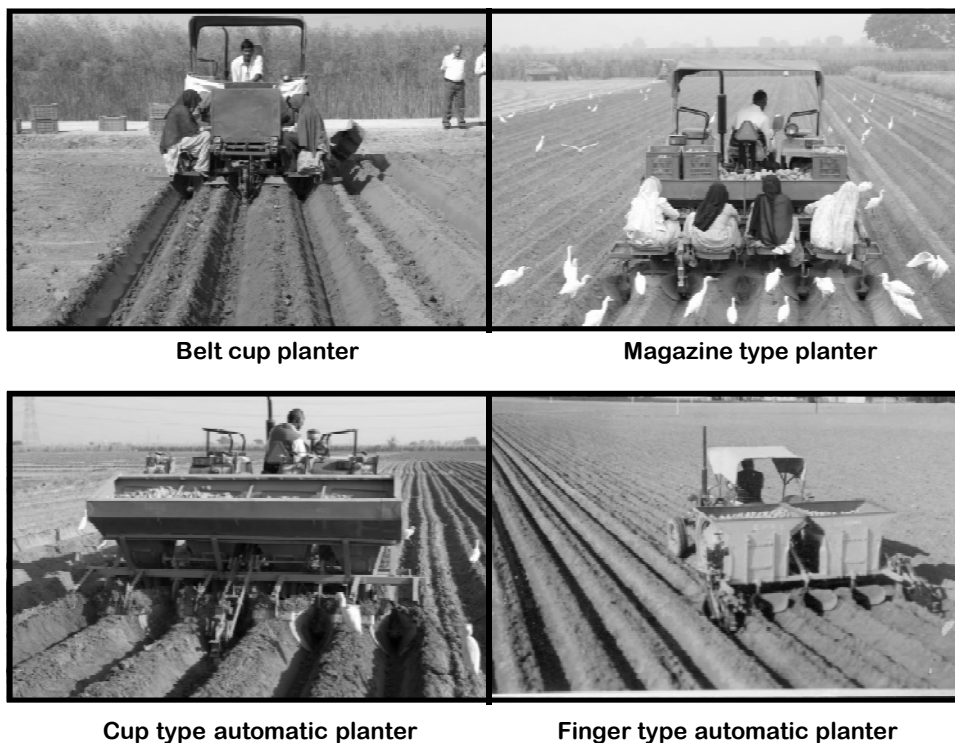 Belt cup planter
Magazine type planter
Cup type automatic planter
Finger type automatic planter